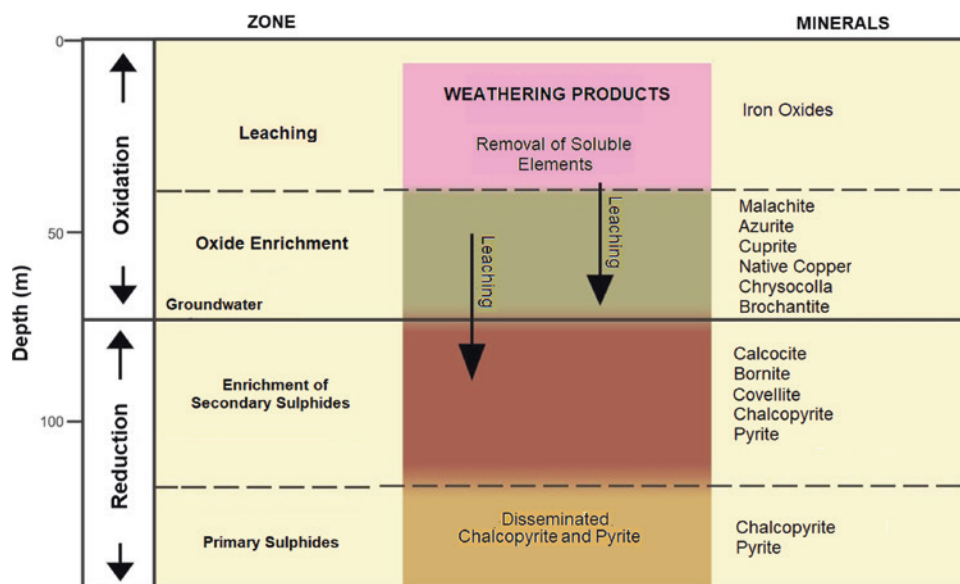 ZONE
MINERALS
0
50
100
Depth (m)
Oxidation
Reduction
Leaching
WEATHERING PRODUCTS
Removal of Soluble
Elements
Iron Oxides
Oxide Enrichment
Groundwater
Leaching
Leaching
Malachite
Azurite
Cuprite
Native Copper
Chrysocolla
Brochantite
Enrichment of
Secondary Sulphides
Calcocite
Bornite
Covellite
Chalcopyrite
Pyrite
Primary Sulphides
Disseminated
Chalcopyrite and Pyrite
Chalcopyrite
Pyrite